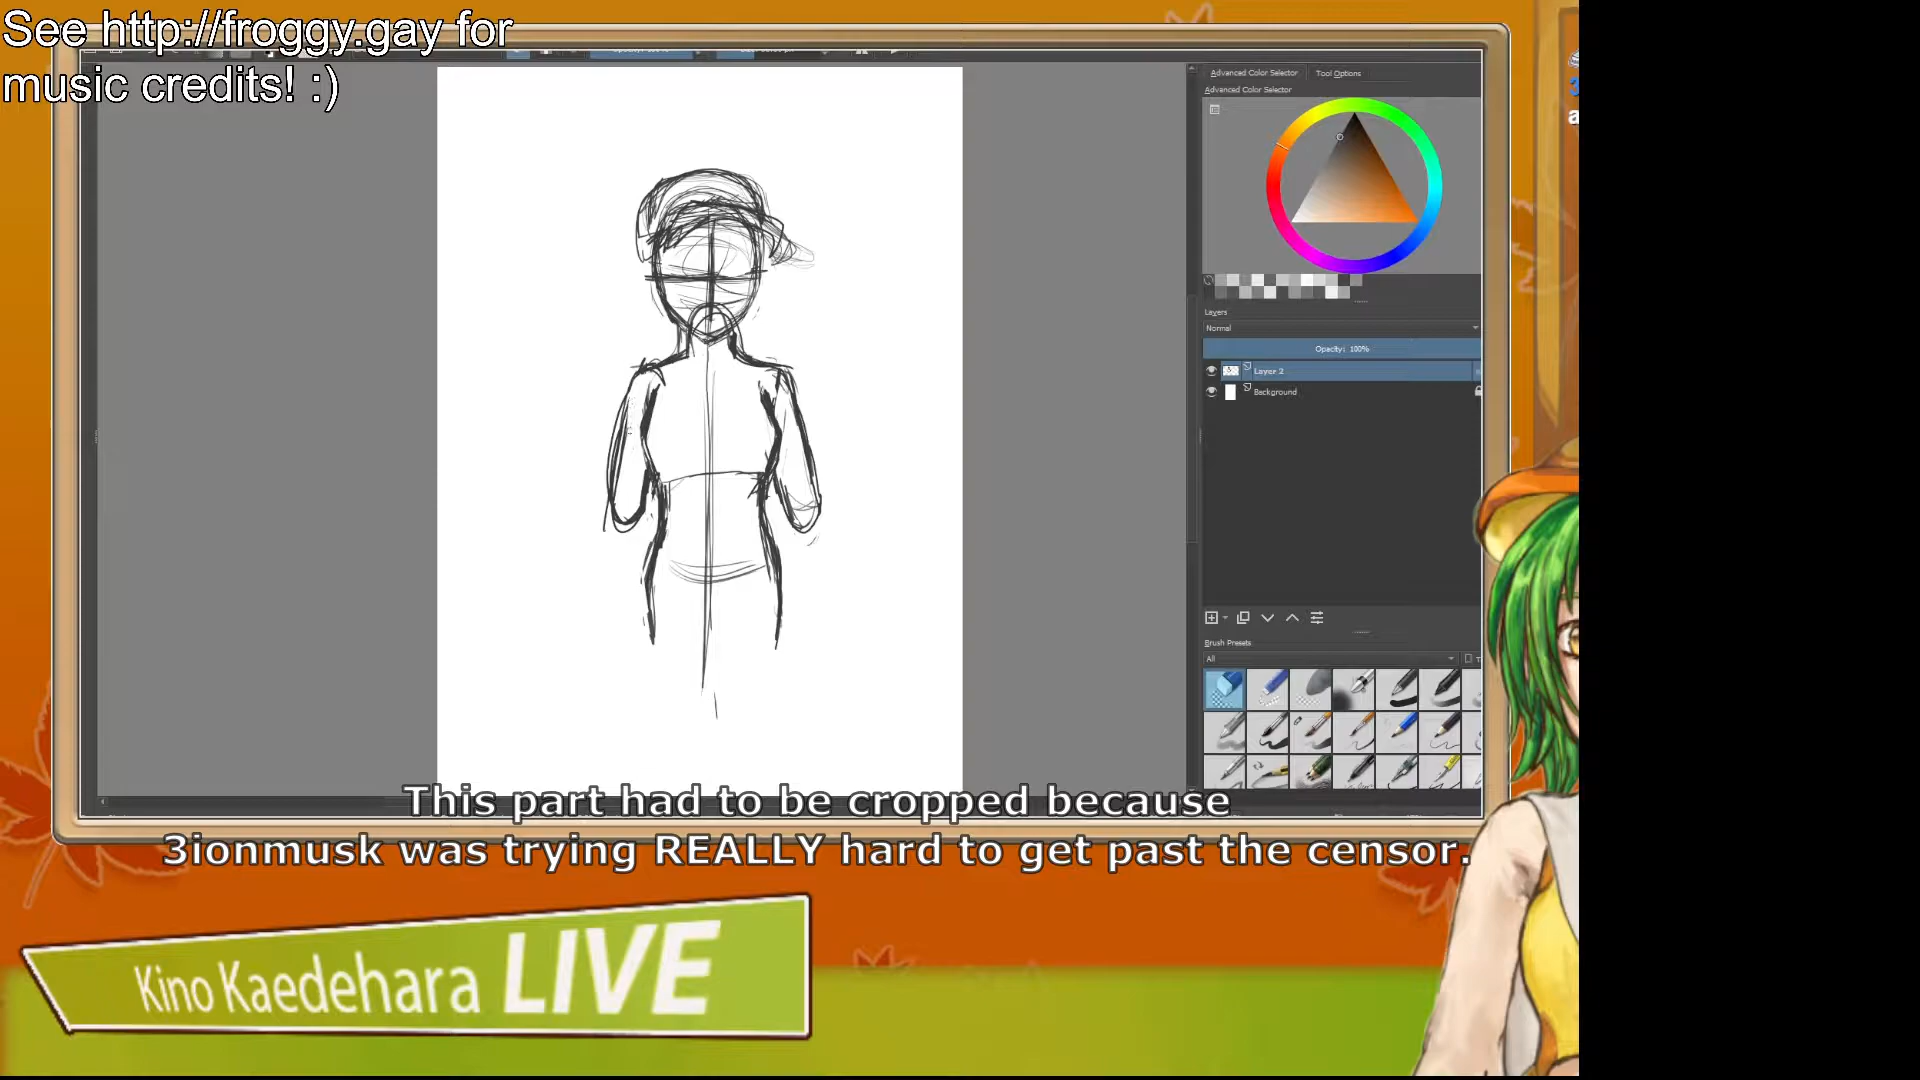 See http://froggy.gay for
music credits! :)
Advanced Color Selector
Tool Options
Advanced Color Selector
Layers
Normal
Opacity: 100%
Layer 2
Background
Brush Presets
All
This part had to be cropped because
3ionmusk was trying REALLY hard to get past the censor.
Kino Kaedehara LIVE